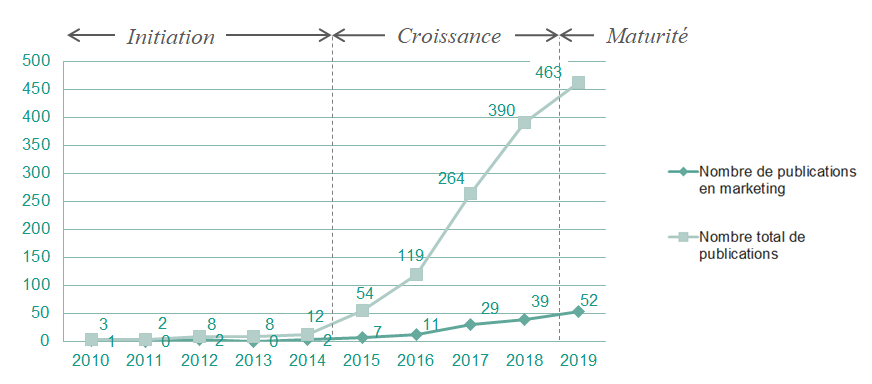 Initiation Croissance Maturité
500
450
400
350
300
250
200
150
100
50
0
463
390
264
119
54
3 2 8 8 12
1 0 2 0 2 7 11 29 39 52
2010 2011 2012 2013 2014 2015 2016 2017 2018 2019
Nombre de publications
en marketing
Nombre total de
publications